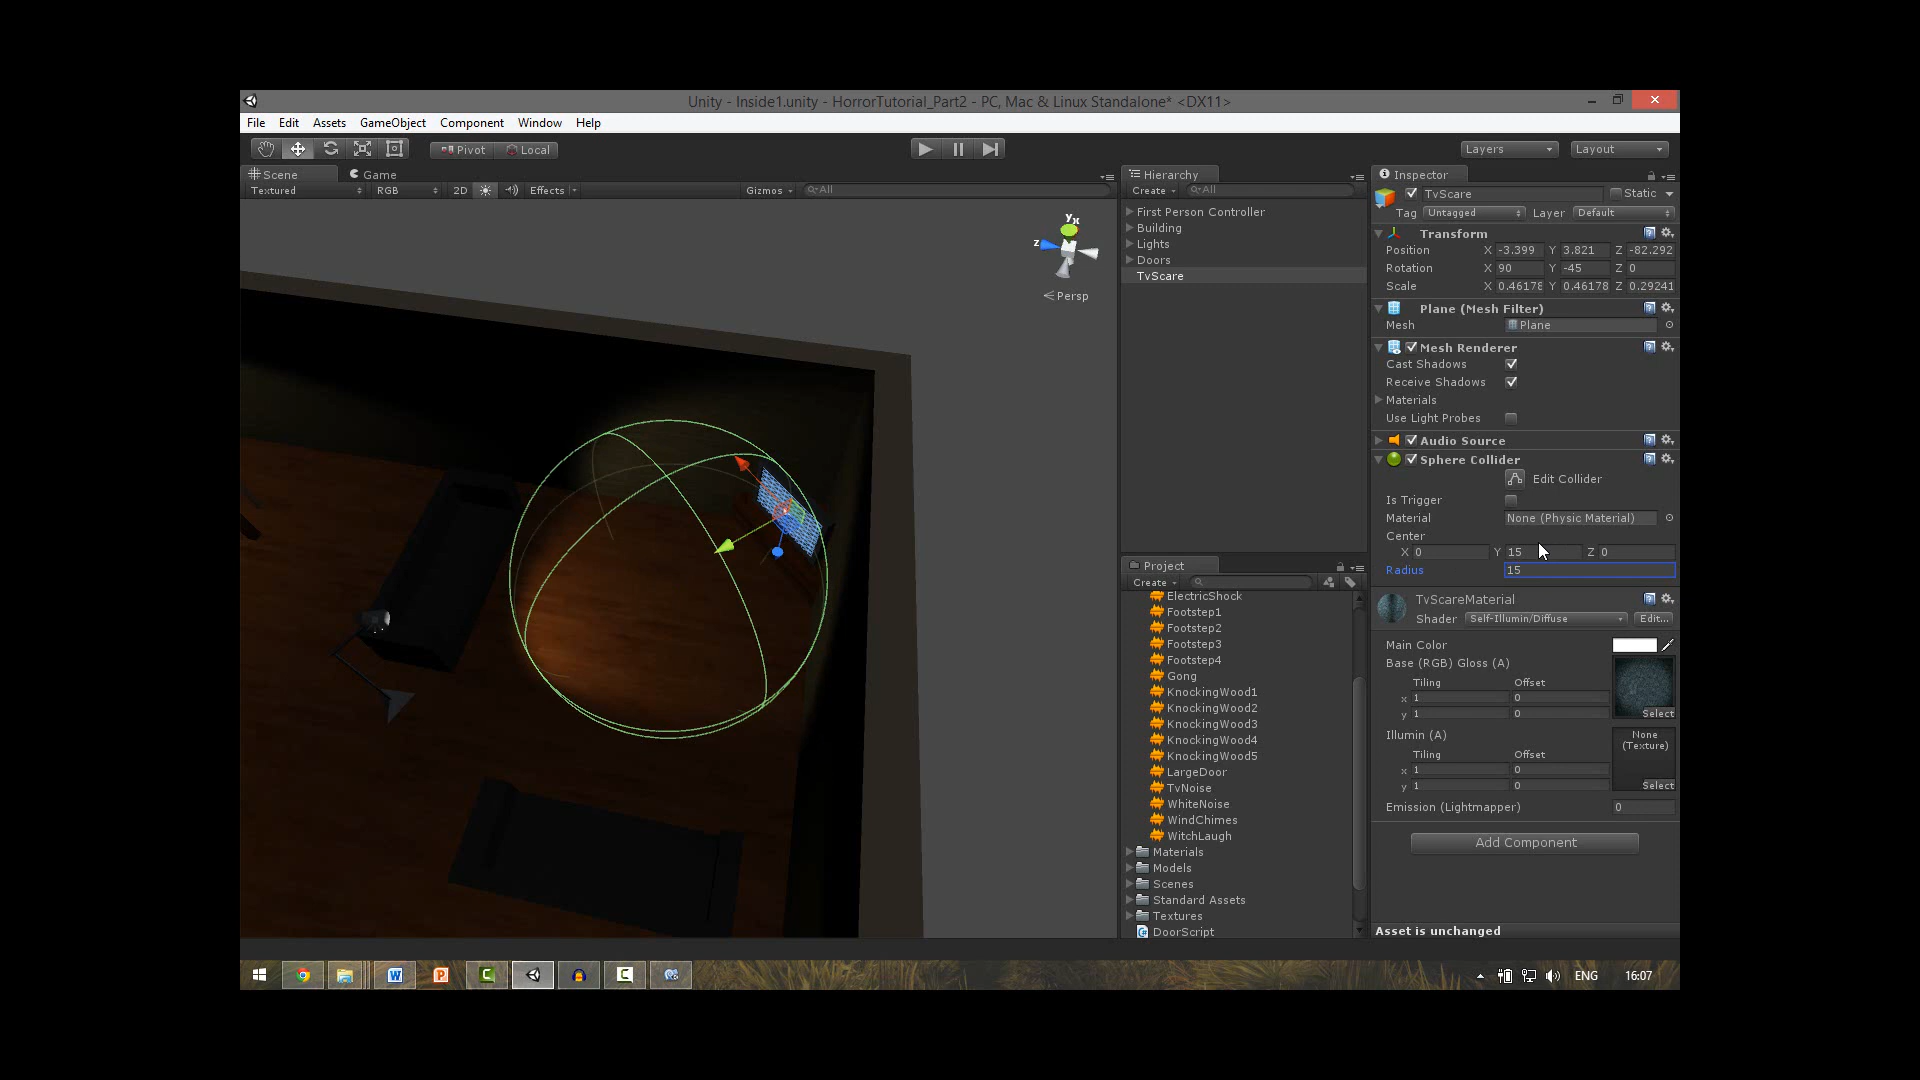 Unity - Inside1.unity - HorrorTutorial_Part2 - PC, Mac & Linux Standalone* <DX11>
File Edit Assets GameObject Component Window Help
Pivot Local Layers Layout
Scene Game
Textured RGB 2D Effects Gizmos All
y x
z
Persp
Hierarchy
Create All
First Person Controller
Building
Lights
Doors
TvScare
Project
Create
ElectricShock
Footstep1
Footstep2
Footstep3
Footstep4
Gong
KnockingWood1
KnockingWood2
KnockingWood3
KnockingWood4
KnockingWood5
LargeDoor
TvNoise
WhiteNoise
WindChimes
WitchLaugh
Materials
Models
Scenes
Standard Assets
Textures
DoorScript
Inspector
TvScare Static
Tag Untagged Layer Default
Transform
Position X -3.399 Y 3.821 Z -82.292
Rotation X 90 Y -45 Z 0
Scale X 0.46178 Y 0.46178 Z 0.29241
Plane (Mesh Filter)
Mesh Plane
Mesh Renderer
Cast Shadows
Receive Shadows
Materials
Use Light Probes
Audio Source
Sphere Collider
Edit Collider
Is Trigger
Material None (Physic Material)
Center
X 0 Y 15 Z 0
Radius 15
TvScareMaterial
Shader Self-Illumin/Diffuse Edit...
Main Color
Base (RGB) Gloss (A)
Tiling Offset
x 1 0
y 1 0
Select
Illumin (A)
None
(Texture)
Tiling Offset
x 1 0
y 1 0
Select
Emission (Lightmapper) 0
Add Component
Asset is unchanged
ENG 16:07